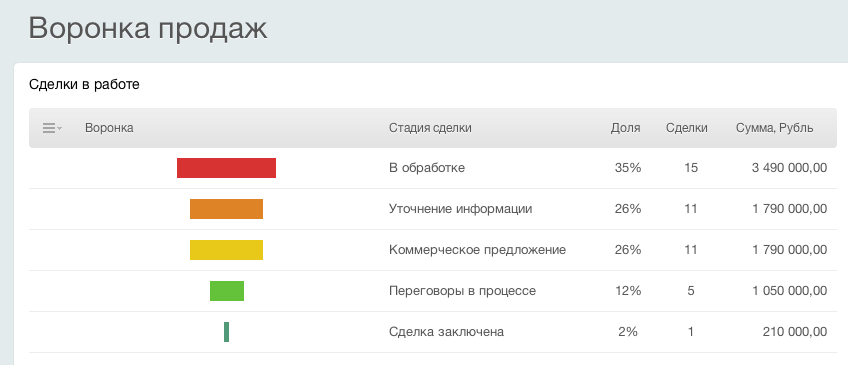 Воронка продаж
Сделки в работе
Воронка Стадия сделки Доля Сделки Сумма, Рубль
В обработке 35% 15 3 490 000,00
Уточнение информации 26% 11 1 790 000,00
Коммерческое предложение 26% 11 1 790 000,00
Переговоры в процессе 12% 5 1 050 000,00
Сделка заключена 2% 1 210 000,00